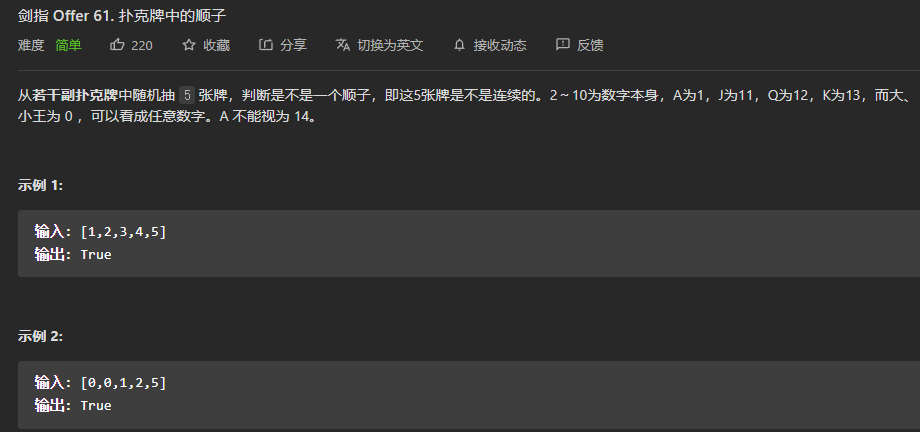 剑指 Offer 61. 扑克牌中的顺子
难度 简单 220 收藏 分享 切换为英文 接收动态 反馈
从若干副扑克牌中随机抽 5 张牌，判断是不是一个顺子，即这5张牌是不是连续的。2～10为数字本身，A为1，J为11，Q为12，K为13，而大、
小王为 0 ，可以看成任意数字。A 不能视为 14。
示例 1:
输入: [1,2,3,4,5]
输出: True
示例 2:
输入: [0,0,1,2,5]
输出: True